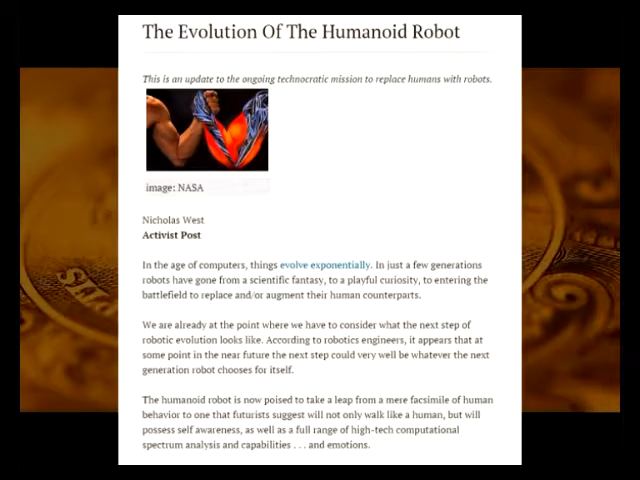 The Evolution Of The Humanoid Robot
This is an update to the ongoing technocratic mission to replace humans with robots.
image: NASA
Nicholas West
Activist Post
In the age of computers, things evolve exponentially. In just a few generations
robots have gone from a scientific fantasy, to a playful curiosity, to entering the
battlefield to replace and/or augment their human counterparts.
We are already at the point where we have to consider what the next step of
robotic evolution looks like. According to robotics engineers, it appears that at
some point in the near future the next step could very well be whatever the next
generation robot chooses for itself.
The humanoid robot is now poised to take a leap from a mere facsimile of human
behavior to one that futurists suggest will not only walk like a human, but will
possess self awareness, as well as a full range of high-tech computational
spectrum analysis and capabilities . . . and emotions.